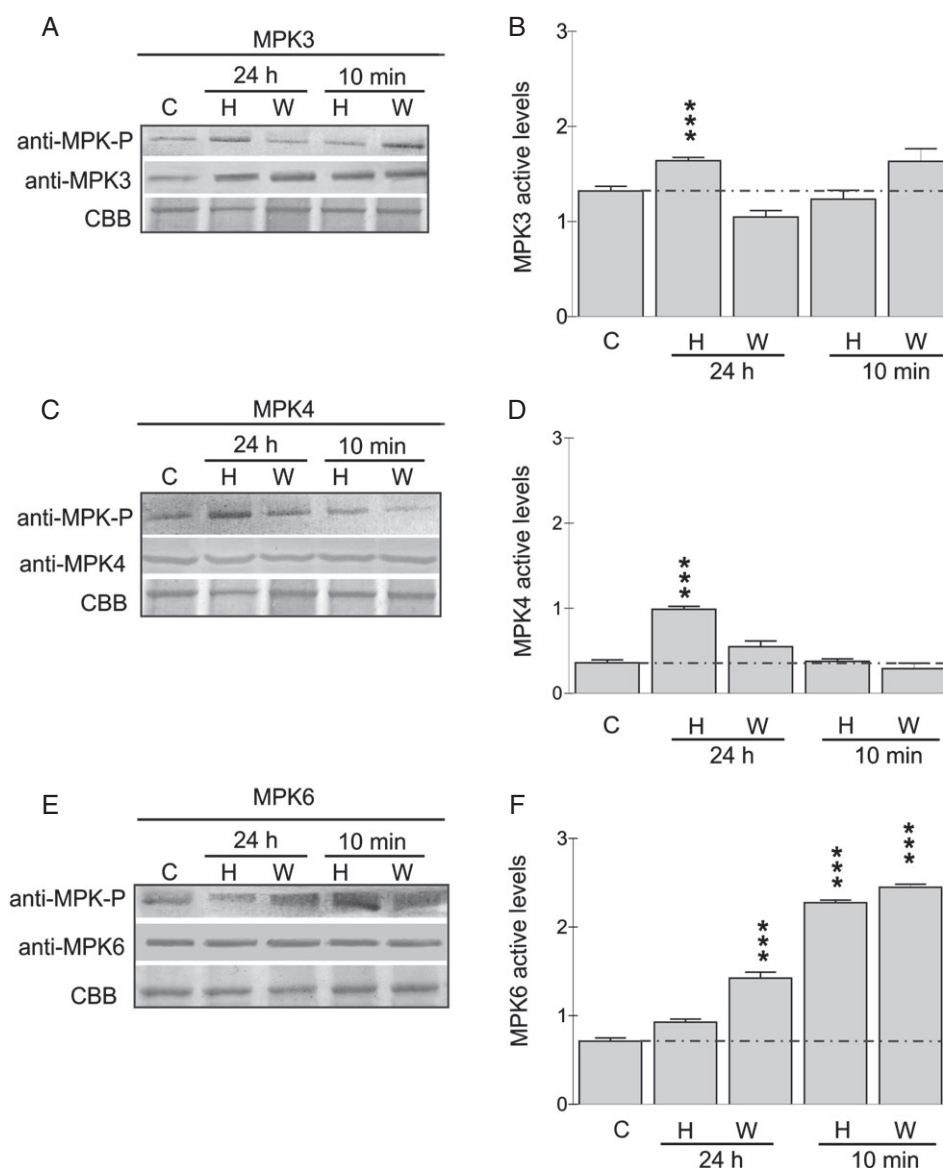 A
MPK3
24 h 10 min
C H W H W
anti-MPK-P
anti-MPK3
CBB
B
MPK3 active levels
3
2
1
0
***
C H W H W
24 h 10 min
C
MPK4
24 h 10 min
C H W H W
anti-MPK-P
anti-MPK4
CBB
D
MPK4 active levels
3
2
1
0
***
C H W H W
24 h 10 min
E
MPK6
24 h 10 min
C H W H W
anti-MPK-P
anti-MPK6
CBB
F
MPK6 active levels
3
2
1
0
*** *** ***
C H W H W
24 h 10 min